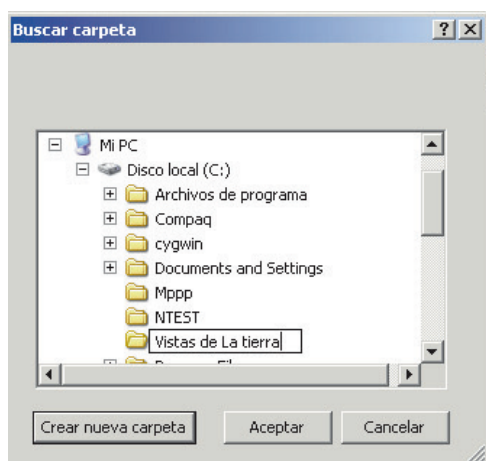 Buscar carpeta
Mi PC
Disco local (C:)
Archivos de programa
Compaq
cygwin
Documents and Settings
Mppp
NTEST
Vistas de La tierra
Crear nueva carpeta Aceptar Cancelar